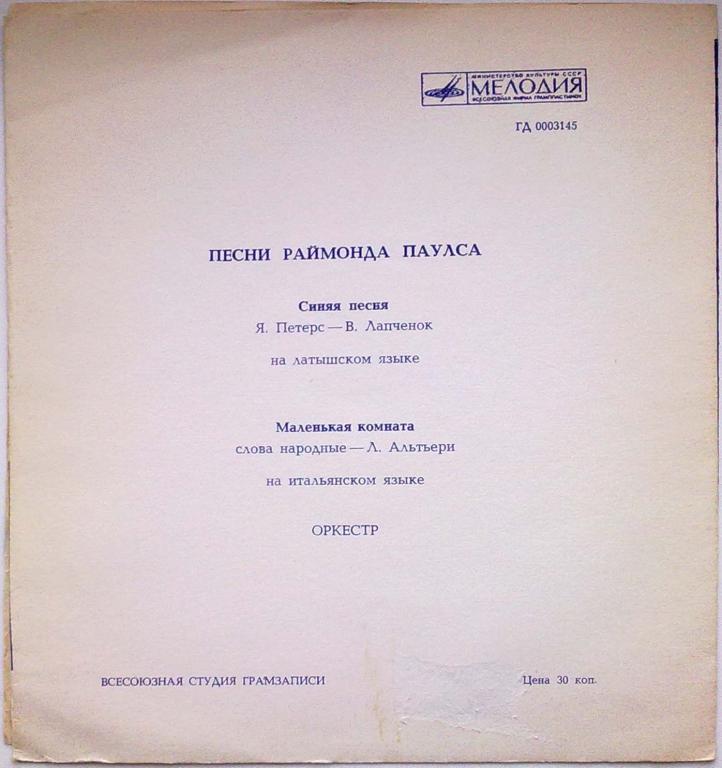 МИНИСТЕРСТВО КУЛЬТУРЫ СССР
МЕЛОДИЯ
ВСЕСОЮЗНАЯ ФИРМА ГРАМПЛАСТИНОК
ГД 0003145
ПЕСНИ РАЙМОНДА ПАУЛСА
Синяя песня
Я. Петерс — В. Лапченок
на латышском языке
Маленькая комната
слова народные — Л. Альтьери
на итальянском языке
ОРКЕСТР
ВСЕСОЮЗНАЯ СТУДИЯ ГРАМЗАПИСИ
Цена 30 коп.